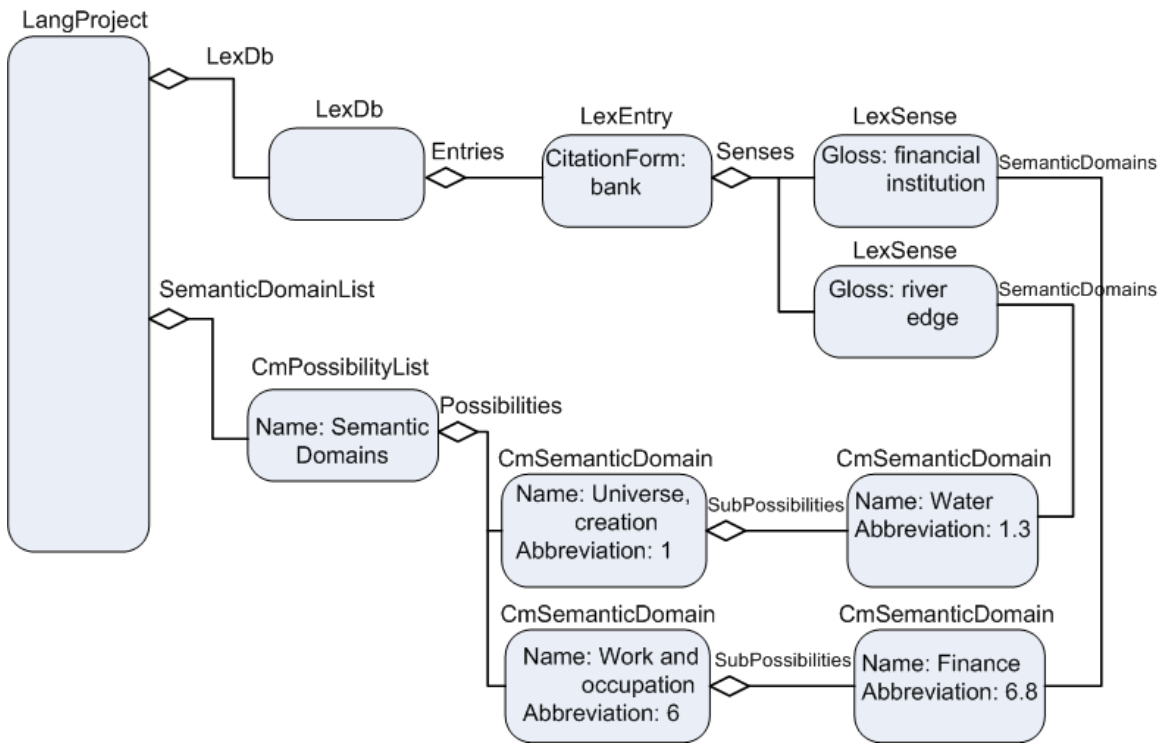 LangProject
LexDb
LexDb
Entries
LexEntry
CitationForm:
bank
Senses
LexSense
Gloss: financial
institution
SemanticDomains
LexSense
Gloss: river
edge
SemanticDomains
SemanticDomainList
CmPossibilityList
Name: Semantic
Domains
Possibilities
CmSemanticDomain
Name: Universe,
creation
Abbreviation: 1
SubPossibilities
CmSemanticDomain
Name: Water
Abbreviation: 1.3
CmSemanticDomain
Name: Work and
occupation
Abbreviation: 6
SubPossibilities
CmSemanticDomain
Name: Finance
Abbreviation: 6.8